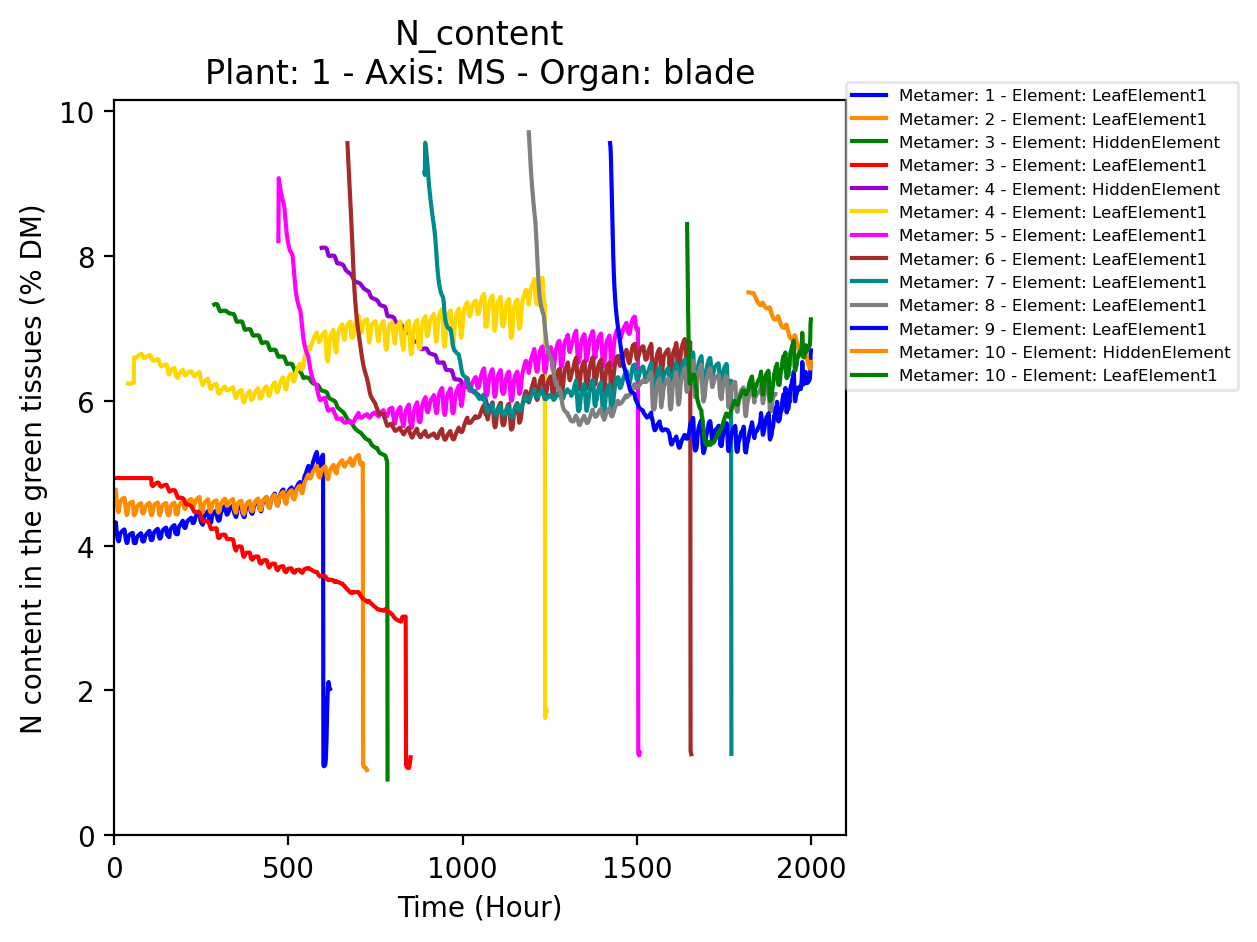 N_content
Plant: 1 - Axis: MS - Organ: blade
N content in the green tissues (% DM)
10
8
6
4
2
0
0 500 1000 1500 2000
Time (Hour)
Metamer: 1 - Element: LeafElement1
Metamer: 2 - Element: LeafElement1
Metamer: 3 - Element: HiddenElement
Metamer: 3 - Element: LeafElement1
Metamer: 4 - Element: HiddenElement
Metamer: 4 - Element: LeafElement1
Metamer: 5 - Element: LeafElement1
Metamer: 6 - Element: LeafElement1
Metamer: 7 - Element: LeafElement1
Metamer: 8 - Element: LeafElement1
Metamer: 9 - Element: LeafElement1
Metamer: 10 - Element: HiddenElement
Metamer: 10 - Element: LeafElement1